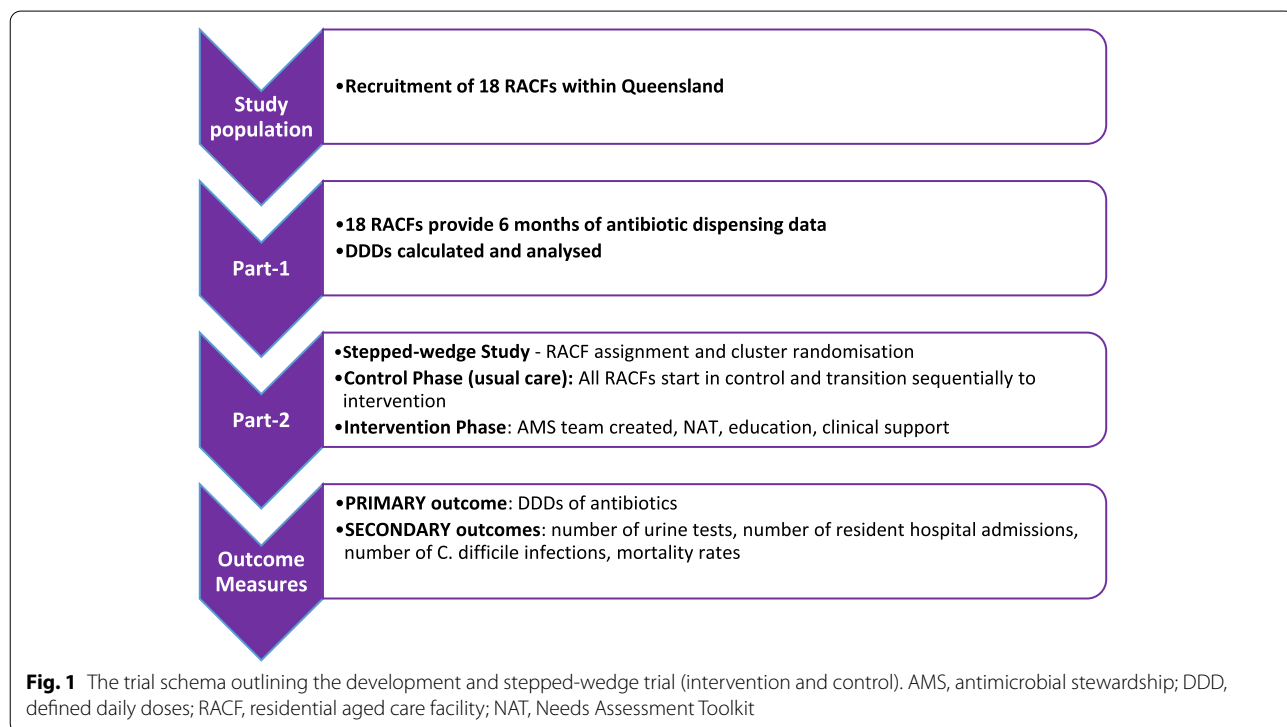 Study
population
•Recruitment of 18 RACFs within Queensland
Part-1
•18 RACFs provide 6 months of antibiotic dispensing data
•DDDs calculated and analysed
Part-2
•Stepped-wedge Study - RACF assignment and cluster randomisation
•Control Phase (usual care): All RACFs start in control and transition sequentially to
intervention
•Intervention Phase: AMS team created, NAT, education, clinical support
Outcome
Measures
•PRIMARY outcome: DDDs of antibiotics
•SECONDARY outcomes: number of urine tests, number of resident hospital admissions,
number of C. difficile infections, mortality rates
Fig. 1 The trial schema outlining the development and stepped-wedge trial (intervention and control). AMS, antimicrobial stewardship; DDD,
defined daily doses; RACF, residential aged care facility; NAT, Needs Assessment Toolkit